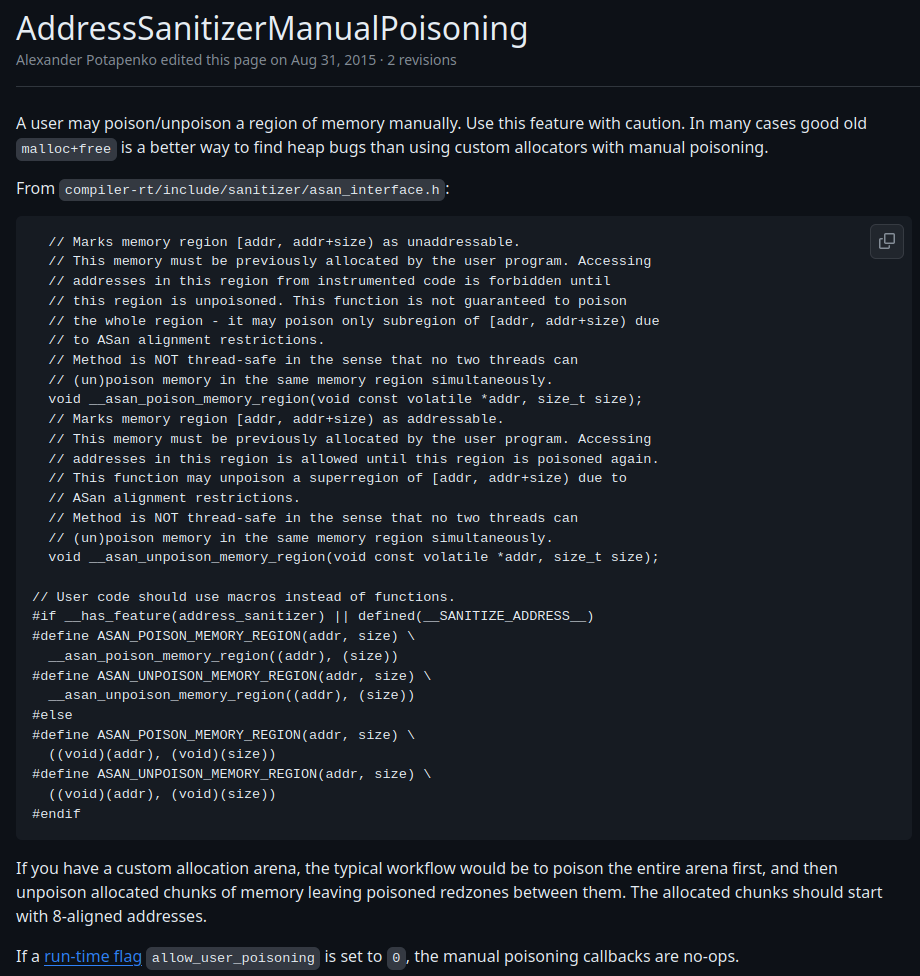 AddressSanitizerManualPoisoning
Alexander Potapenko edited this page on Aug 31, 2015 · 2 revisions
A user may poison/unpoison a region of memory manually. Use this feature with caution. In many cases good old
malloc+free is a better way to find heap bugs than using custom allocators with manual poisoning.
From compiler-rt/include/sanitizer/asan_interface.h:
  // Marks memory region [addr, addr+size) as unaddressable.
  // This memory must be previously allocated by the user program. Accessing
  // addresses in this region from instrumented code is forbidden until
  // this region is unpoisoned. This function is not guaranteed to poison
  // the whole region - it may poison only subregion of [addr, addr+size) due
  // to ASan alignment restrictions.
  // Method is NOT thread-safe in the sense that no two threads can
  // (un)poison memory in the same memory region simultaneously.
  void __asan_poison_memory_region(void const volatile *addr, size_t size);
  // Marks memory region [addr, addr+size) as addressable.
  // This memory must be previously allocated by the user program. Accessing
  // addresses in this region is allowed until this region is poisoned again.
  // This function may unpoison a superregion of [addr, addr+size) due to
  // ASan alignment restrictions.
  // Method is NOT thread-safe in the sense that no two threads can
  // (un)poison memory in the same memory region simultaneously.
  void __asan_unpoison_memory_region(void const volatile *addr, size_t size);
// User code should use macros instead of functions.
#if __has_feature(address_sanitizer) || defined(__SANITIZE_ADDRESS__)
#define ASAN_POISON_MEMORY_REGION(addr, size) \
  __asan_poison_memory_region((addr), (size))
#define ASAN_UNPOISON_MEMORY_REGION(addr, size) \
  __asan_unpoison_memory_region((addr), (size))
#else
#define ASAN_POISON_MEMORY_REGION(addr, size) \
  ((void)(addr), (void)(size))
#define ASAN_UNPOISON_MEMORY_REGION(addr, size) \
  ((void)(addr), (void)(size))
#endif
If you have a custom allocation arena, the typical workflow would be to poison the entire arena first, and then
unpoison allocated chunks of memory leaving poisoned redzones between them. The allocated chunks should start
with 8-aligned addresses.
If a run-time flag allow_user_poisoning is set to 0, the manual poisoning callbacks are no-ops.